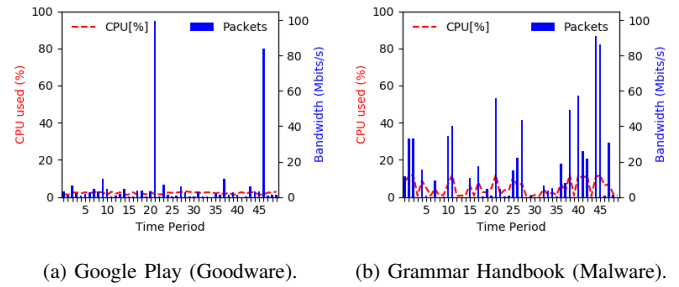 100
80
60
40
20
0
CPU used (%)
CPU[%]
Packets
100
80
60
40
20
0
Bandwidth (Mbits/s)
5 10 15 20 25 30 35 40 45
Time Period
(a) Google Play (Goodware).
100
80
60
40
20
0
CPU used (%)
CPU[%]
Packets
100
80
60
40
20
0
Bandwidth (Mbits/s)
5 10 15 20 25 30 35 40 45
Time Period
(b) Grammar Handbook (Malware).